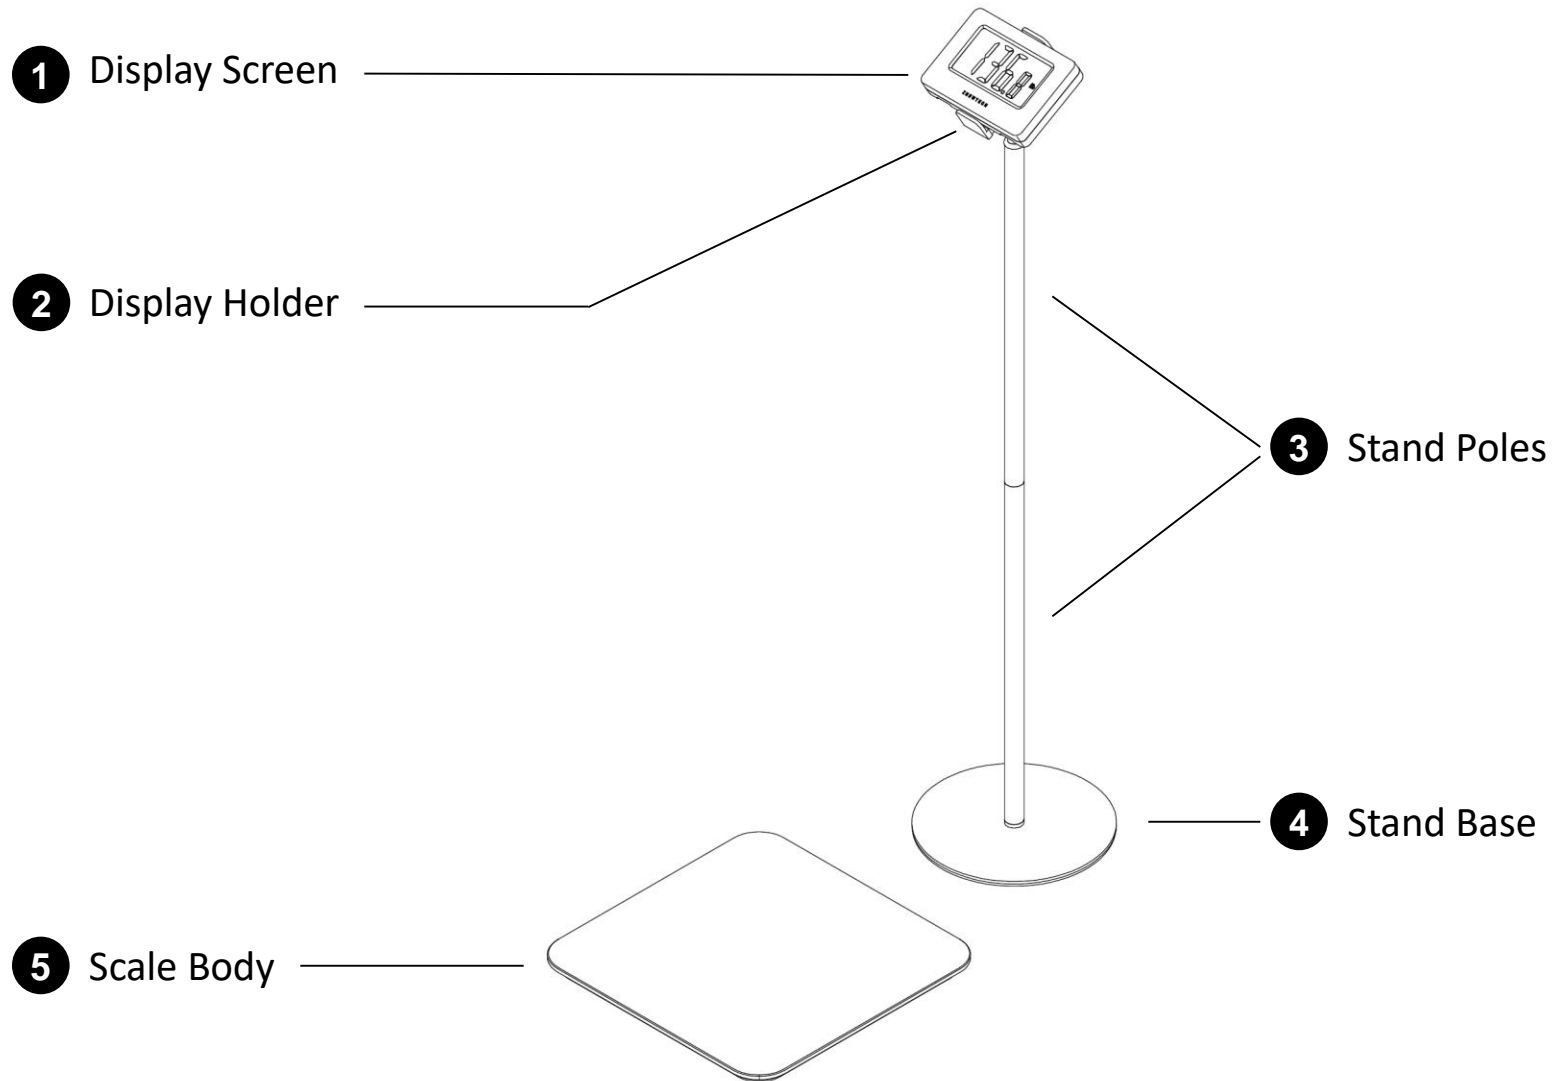 1 Display Screen
2 Display Holder
3 Stand Poles
4 Stand Base
5 Scale Body